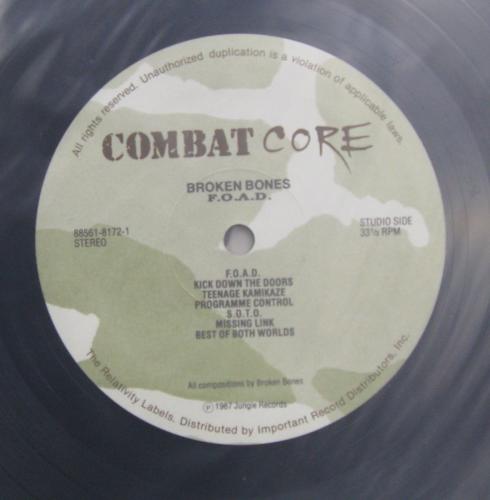 All rights reserved. Unauthorized duplication is a violation of applicable laws.
COMBAT CORE
BROKEN BONES
F.O.A.D.
88561-8172-1
STEREO
STUDIO SIDE
33⅓ RPM
F.O.A.D.
KICK DOWN THE DOORS
TEENAGE KAMIKAZE
PROGRAMME CONTROL
S.O.T.O.
MISSING LINK
BEST OF BOTH WORLDS
All compositions by Broken Bones
Ⓟ 1987 Jungle Records
The Relativity Labels. Distributed by Important Record Distributors, Inc.